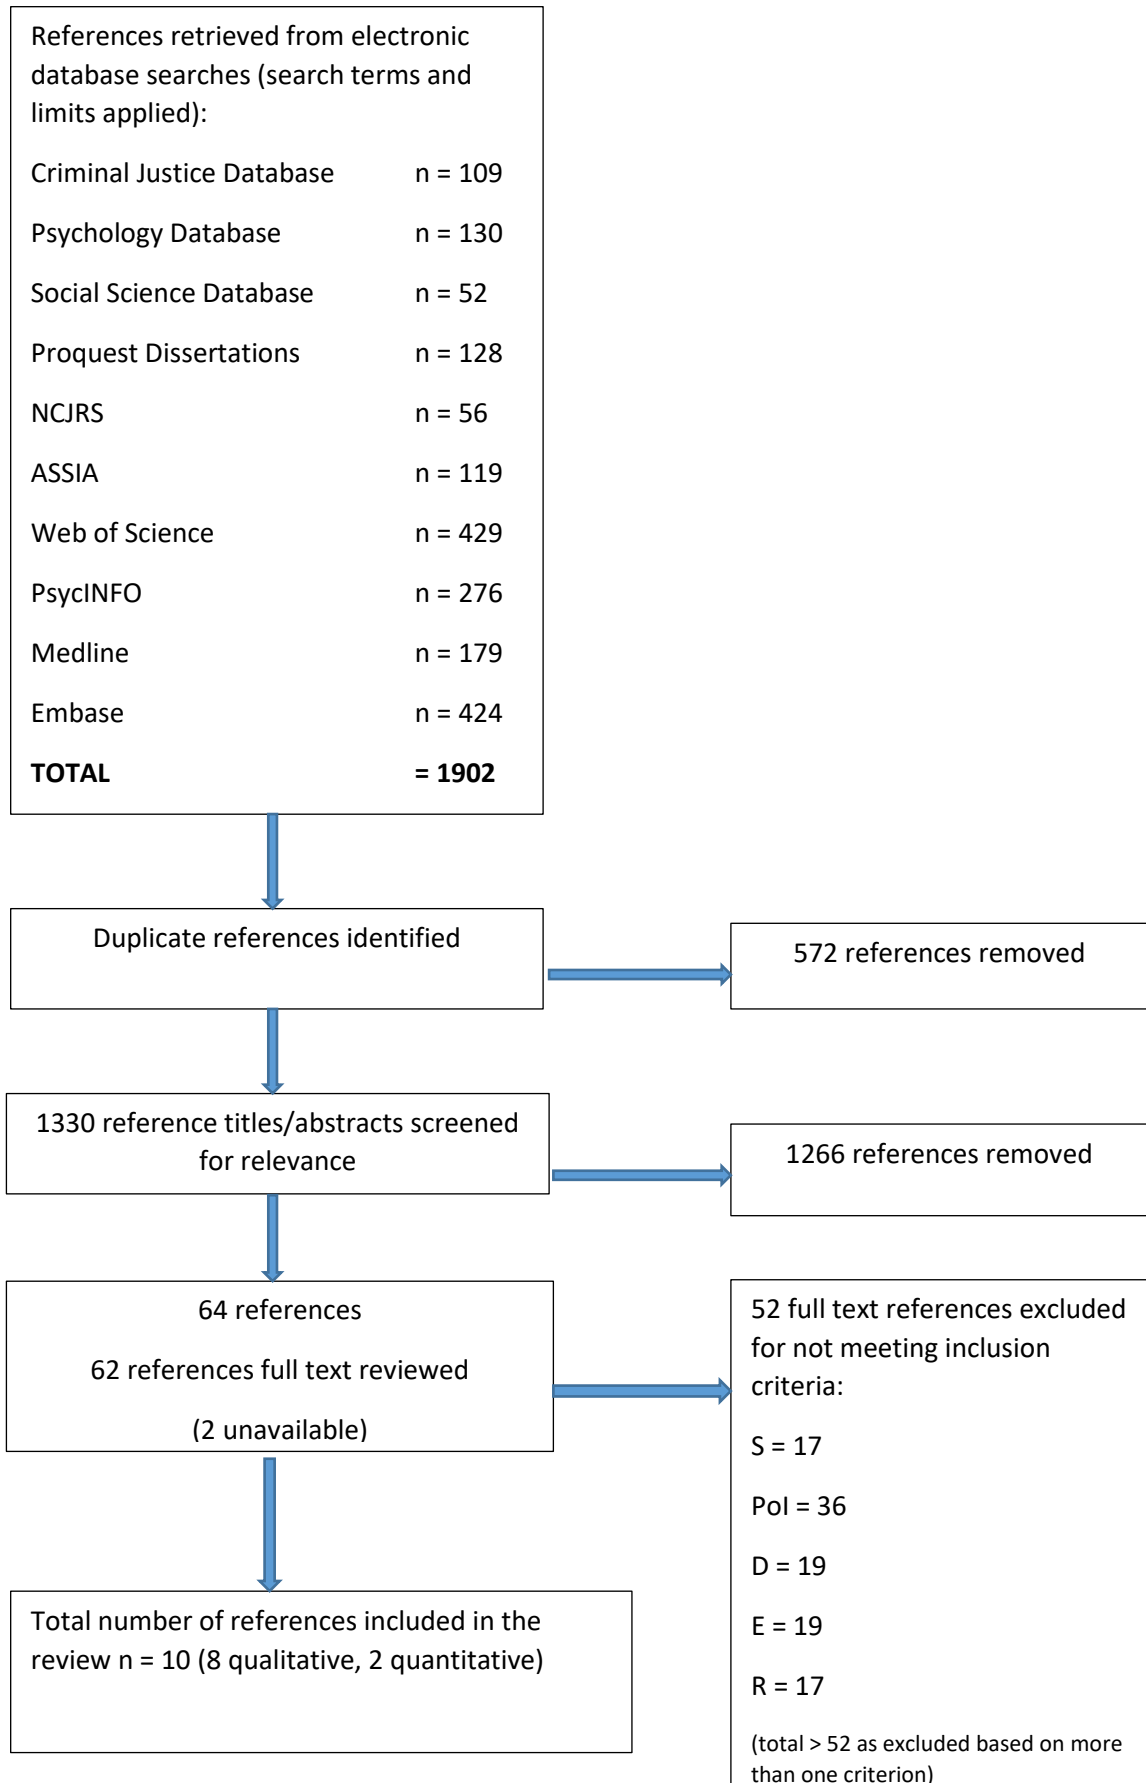 References retrieved from electronic
database searches (search terms and
limits applied):
Criminal Justice Database n = 109
Psychology Database n = 130
Social Science Database n = 52
Proquest Dissertations n = 128
NCJRS n = 56
ASSIA n = 119
Web of Science n = 429
PsycINFO n = 276
Medline n = 179
Embase n = 424
TOTAL = 1902
Duplicate references identified
572 references removed
1330 reference titles/abstracts screened
for relevance
1266 references removed
64 references
62 references full text reviewed
(2 unavailable)
52 full text references excluded
for not meeting inclusion
criteria:
S = 17
PoI = 36
D = 19
E = 19
R = 17
(total > 52 as excluded based on more
than one criterion)
Total number of references included in the
review n = 10 (8 qualitative, 2 quantitative)